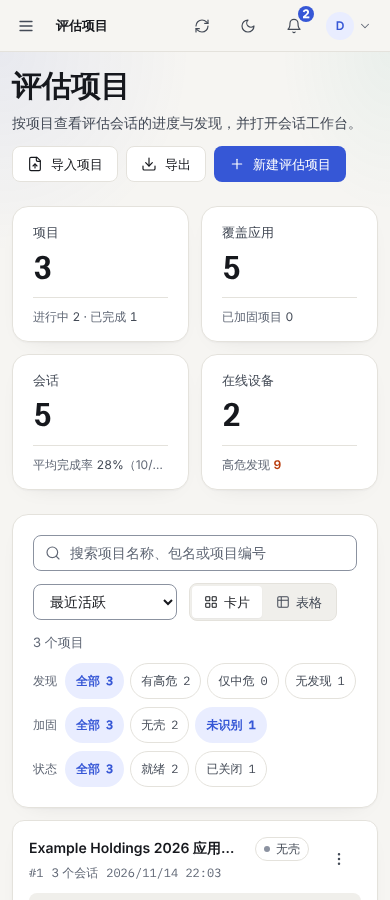 评估项目
2
D
评估项目
按项目查看评估会话的进度与发现，并打开会话工作台。
导入项目
导出
新建评估项目
项目
3
进行中 2 · 已完成 1
覆盖应用
5
已加固项目 0
会话
5
平均完成率 28%（10/...
在线设备
2
高危发现 9
搜索项目名称、包名或项目编号
最近活跃
卡片
表格
3 个项目
发现 全部 3 有高危 2 仅中危 0 无发现 1
加固 全部 3 无壳 2 未识别 1
状态 全部 3 就绪 2 已关闭 1
Example Holdings 2026 应用... 无壳
#1 3 个会话 2026/11/14 22:03